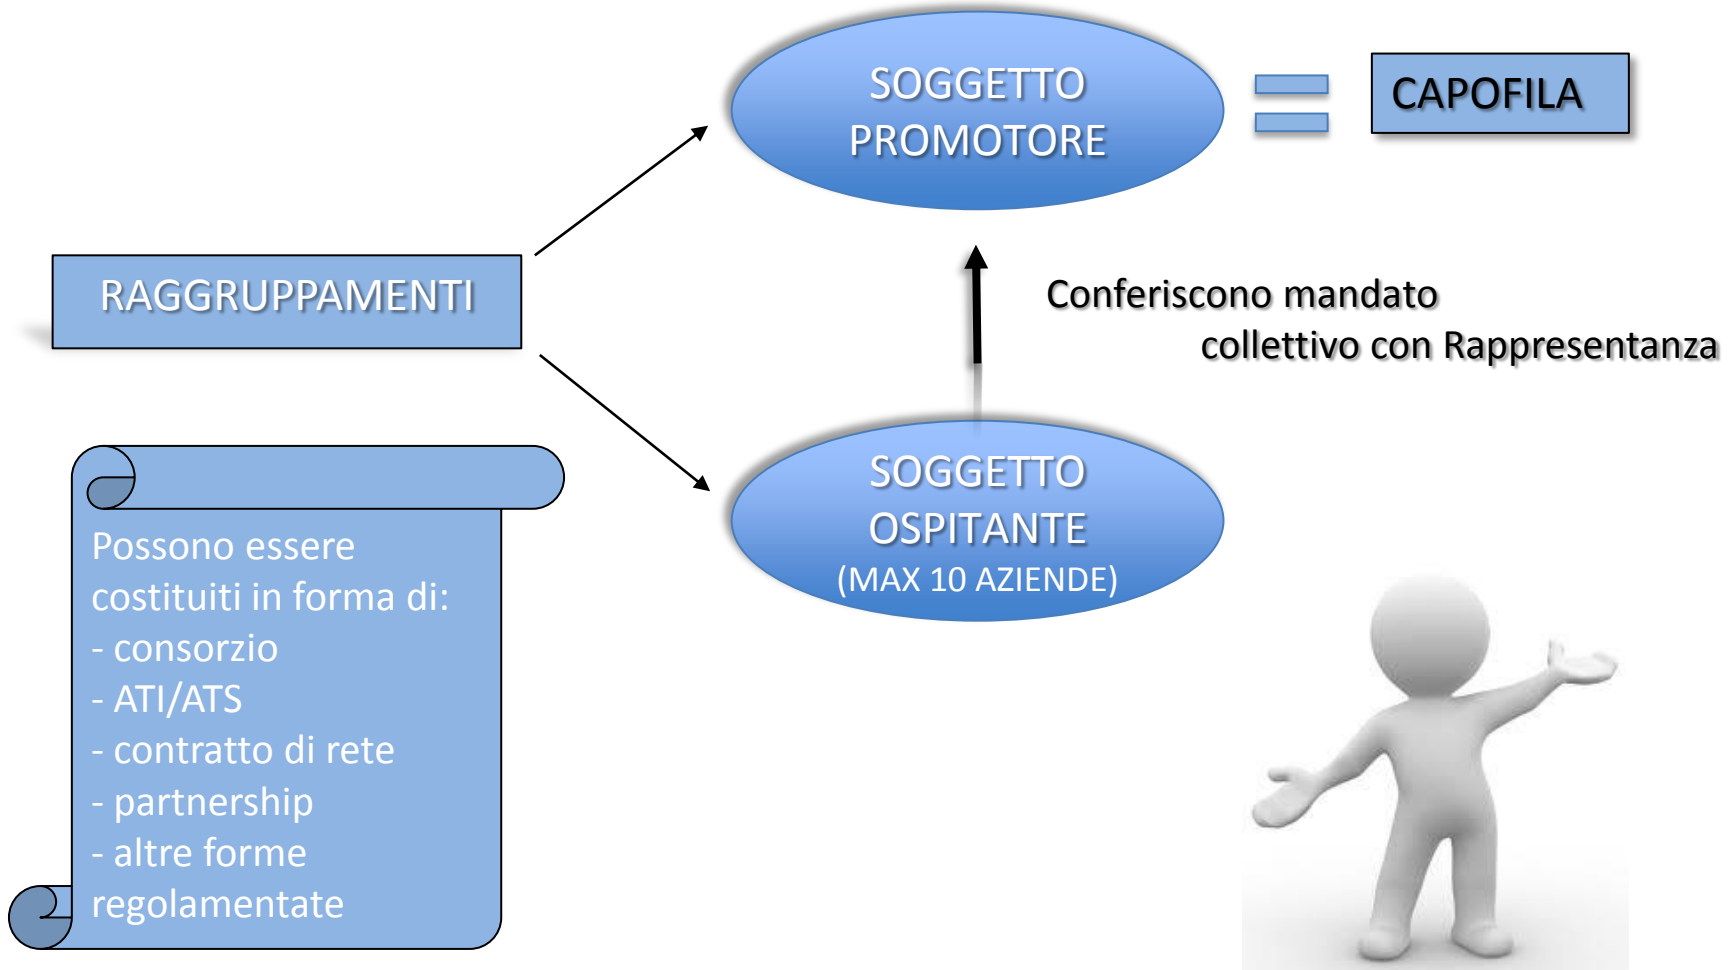 SOGGETTO
PROMOTORE
CAPOFILA
RAGGRUPPAMENTI
Conferiscono mandato
collettivo con Rappresentanza
SOGGETTO
OSPITANTE
(MAX 10 AZIENDE)
Possono essere
costituiti in forma di:
- consorzio
- ATI/ATS
- contratto di rete
- partnership
- altre forme
regolamentate